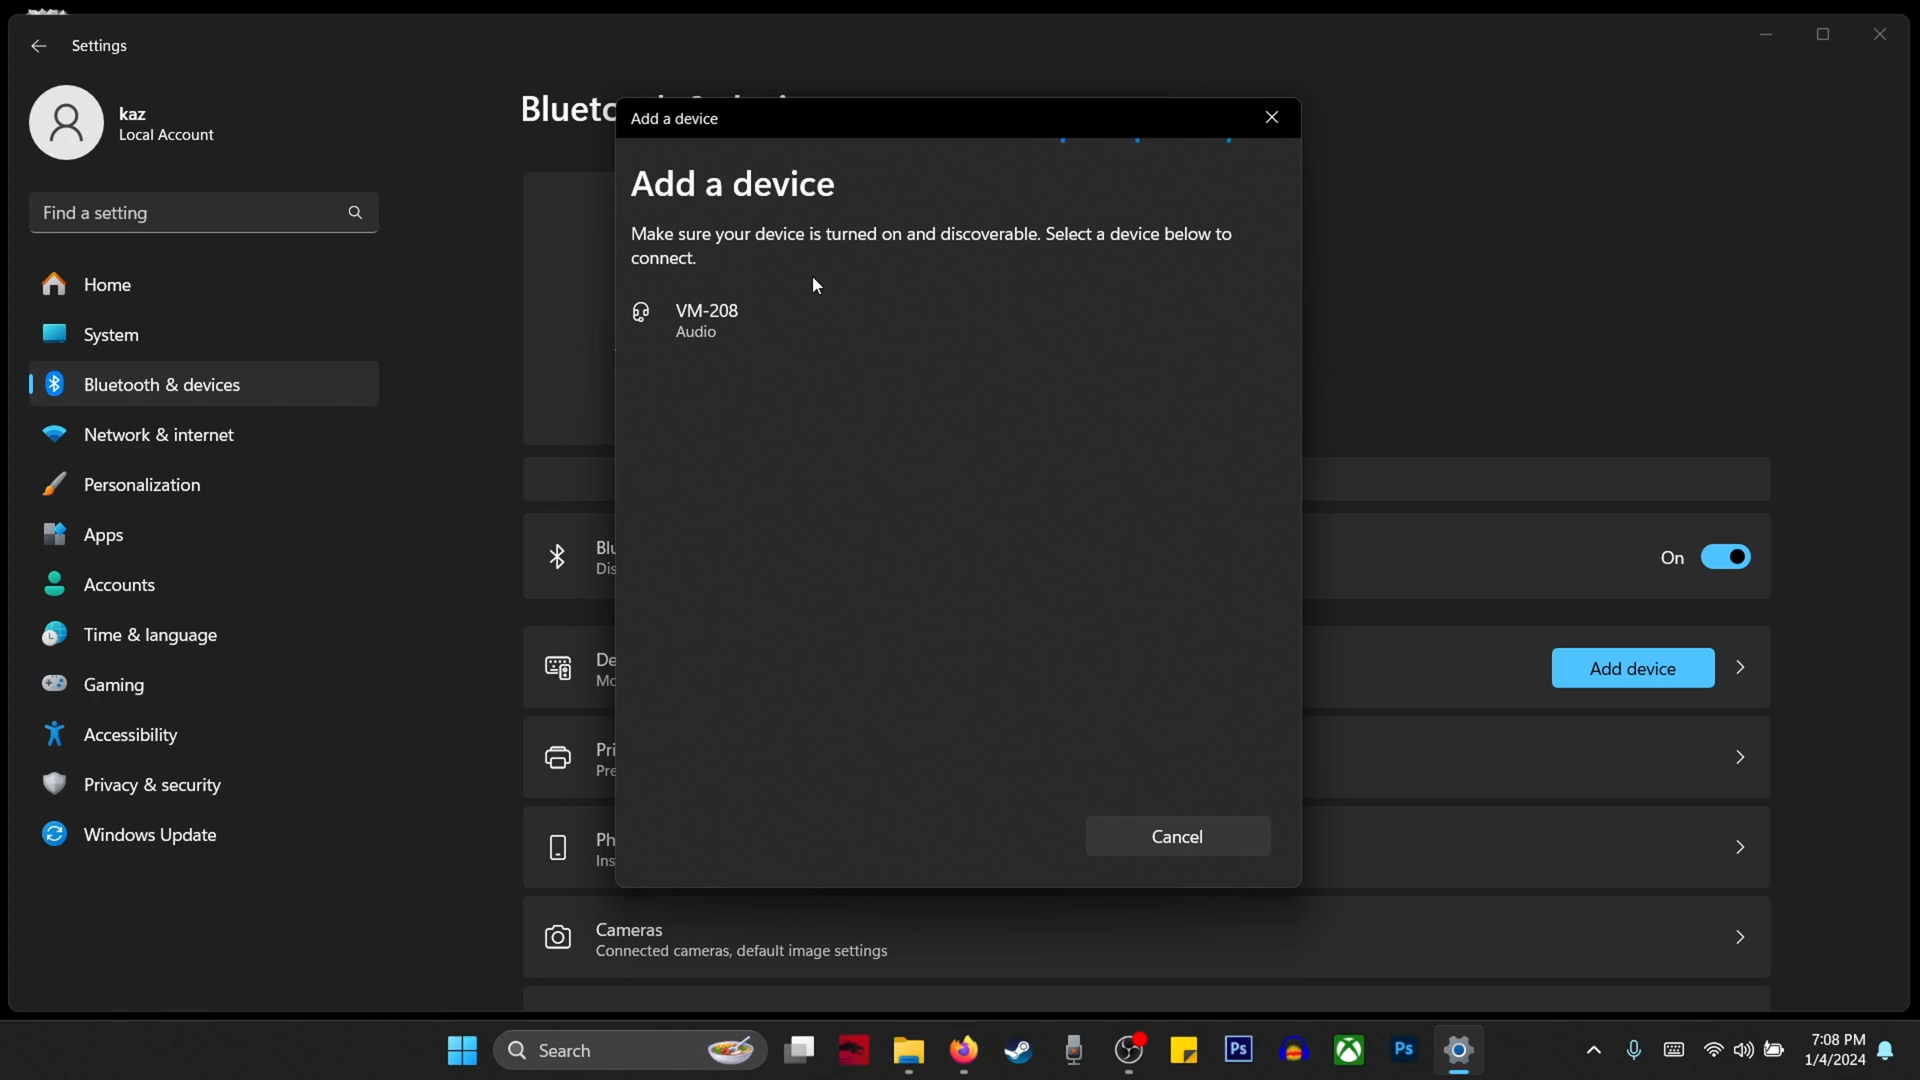 Settings
kaz
Local Account
Find a setting
Home
System
Bluetooth & devices
Network & internet
Personalization
Apps
Accounts
Time & language
Gaming
Accessibility
Privacy & security
Windows Update
Add a device
Add a device
Make sure your device is turned on and discoverable. Select a device below to
connect.
VM-208
Audio
Cancel
On
Add device
Cameras
Connected cameras, default image settings
Search
Ps
Ps
7:08 PM
1/4/2024